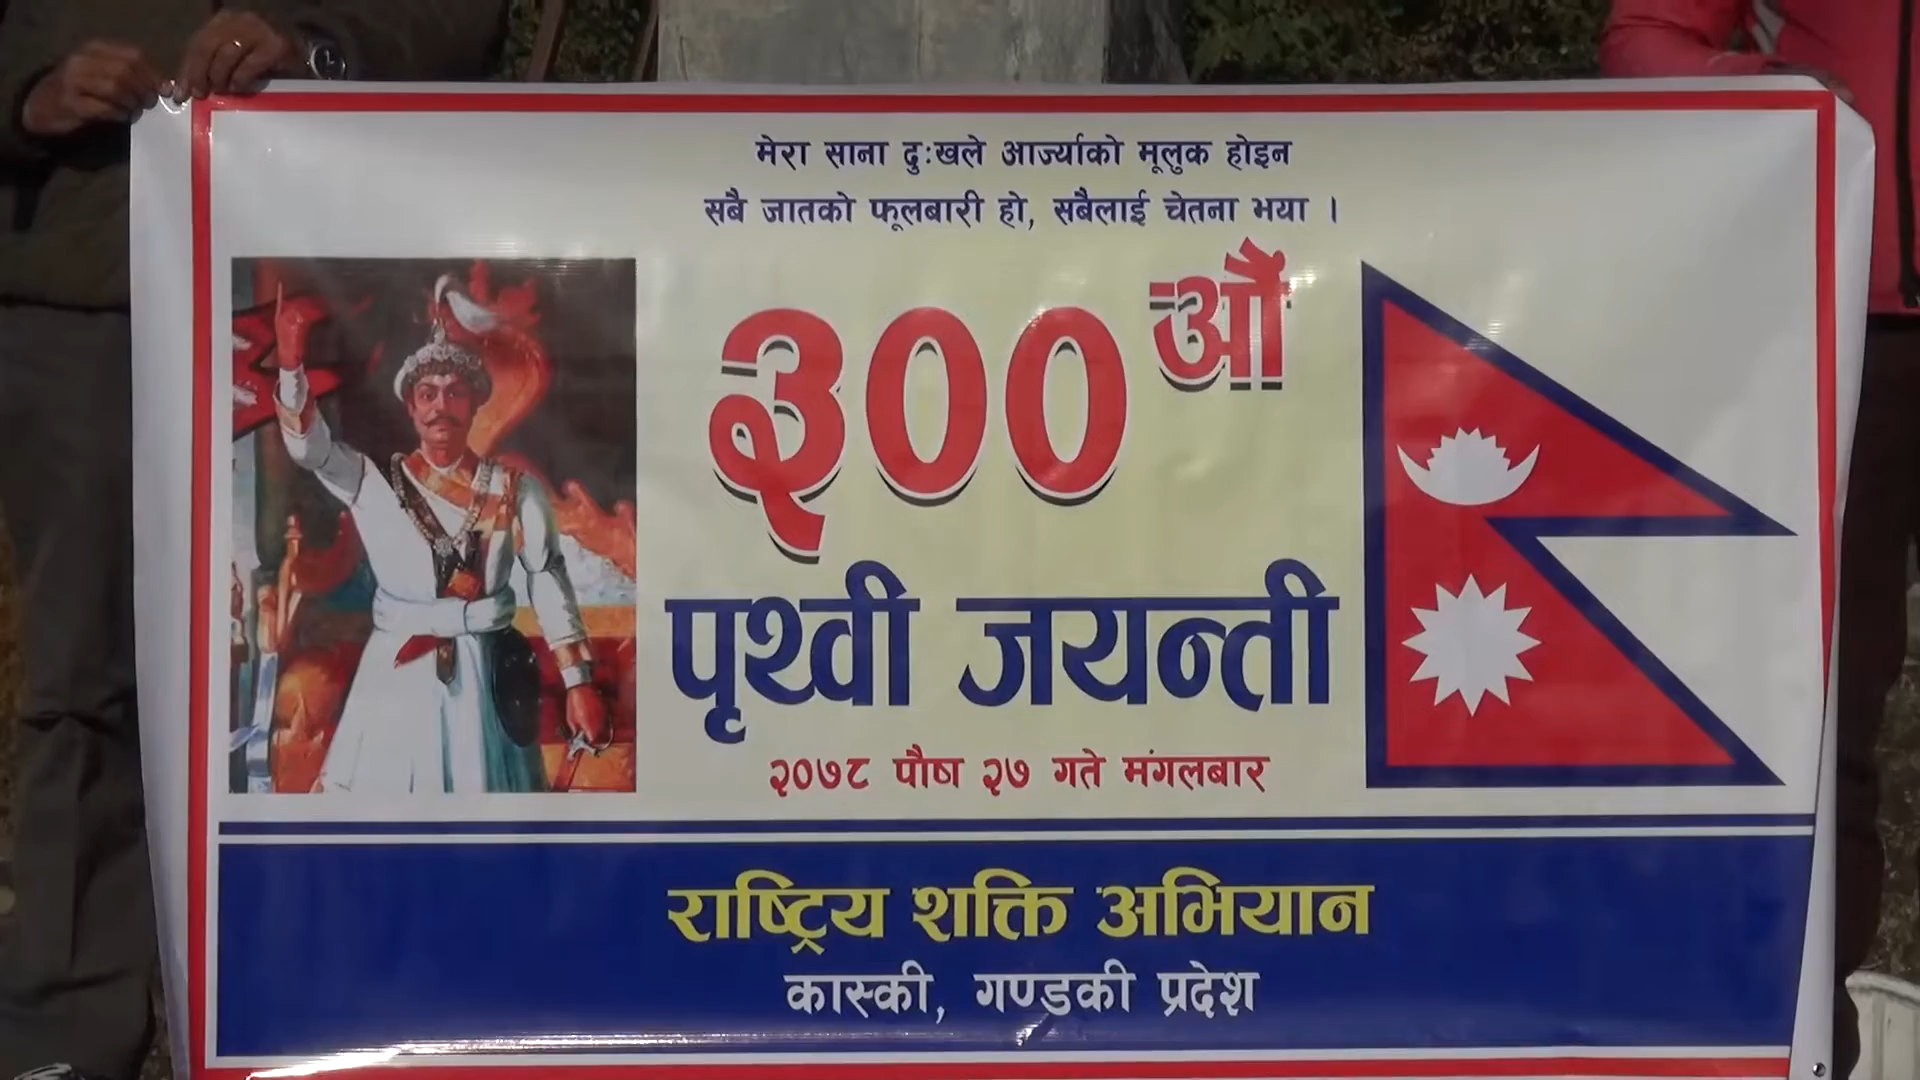 मेरा साना दुःखले आर्ज्याको मूलुक होइन
सबै जातको फूलबारी हो, सबैलाई चेतना भया ।
३०० औं
पृथ्वी जयन्ती
२०७८ पौष २७ गते मंगलबार
राष्ट्रिय शक्ति अभियान
कास्की, गण्डकी प्रदेश